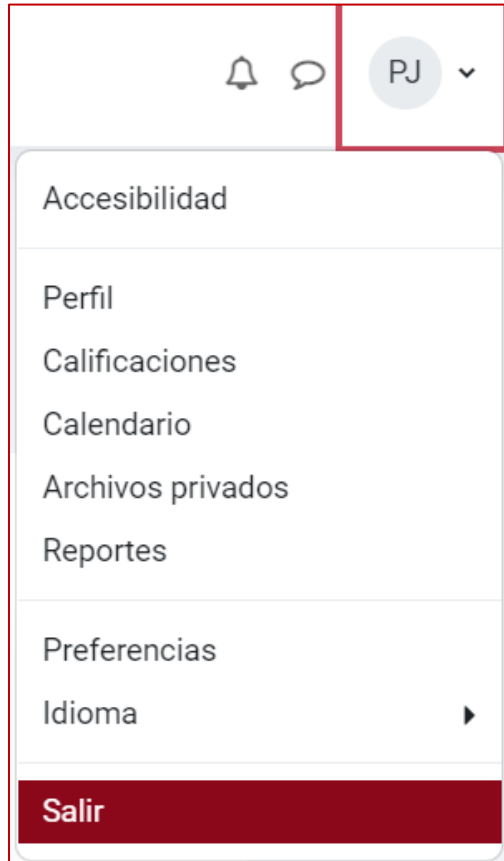 PJ
Accesibilidad
Perfil
Calificaciones
Calendario
Archivos privados
Reportes
Preferencias
Idioma
Salir